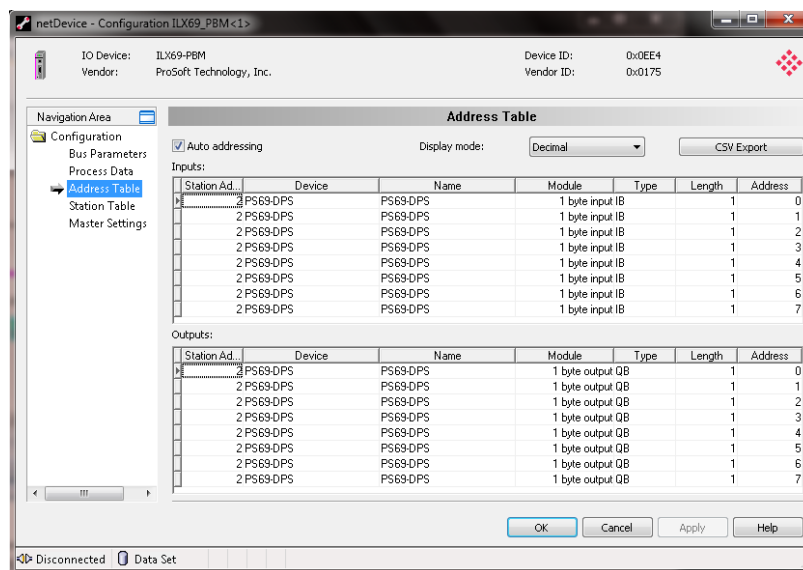 netDevice - Configuration ILX69_PBM<1>
IO Device: ILX69-PBM Device ID: 0x0EE4
Vendor: ProSoft Technology, Inc. Vendor ID: 0x0175
Navigation Area
Configuration
Bus Parameters
Process Data
Address Table
Station Table
Master Settings
Address Table
Auto addressing Display mode: Decimal CSV Export
Inputs:
Station Ad... Device Name Module Type Length Address
2 PS69-DPS PS69-DPS 1 byte input IB 1 0
2 PS69-DPS PS69-DPS 1 byte input IB 1 1
2 PS69-DPS PS69-DPS 1 byte input IB 1 2
2 PS69-DPS PS69-DPS 1 byte input IB 1 3
2 PS69-DPS PS69-DPS 1 byte input IB 1 4
2 PS69-DPS PS69-DPS 1 byte input IB 1 5
2 PS69-DPS PS69-DPS 1 byte input IB 1 6
2 PS69-DPS PS69-DPS 1 byte input IB 1 7
Outputs:
Station Ad... Device Name Module Type Length Address
2 PS69-DPS PS69-DPS 1 byte output QB 1 0
2 PS69-DPS PS69-DPS 1 byte output QB 1 1
2 PS69-DPS PS69-DPS 1 byte output QB 1 2
2 PS69-DPS PS69-DPS 1 byte output QB 1 3
2 PS69-DPS PS69-DPS 1 byte output QB 1 4
2 PS69-DPS PS69-DPS 1 byte output QB 1 5
2 PS69-DPS PS69-DPS 1 byte output QB 1 6
2 PS69-DPS PS69-DPS 1 byte output QB 1 7
OK Cancel Apply Help
Disconnected Data Set